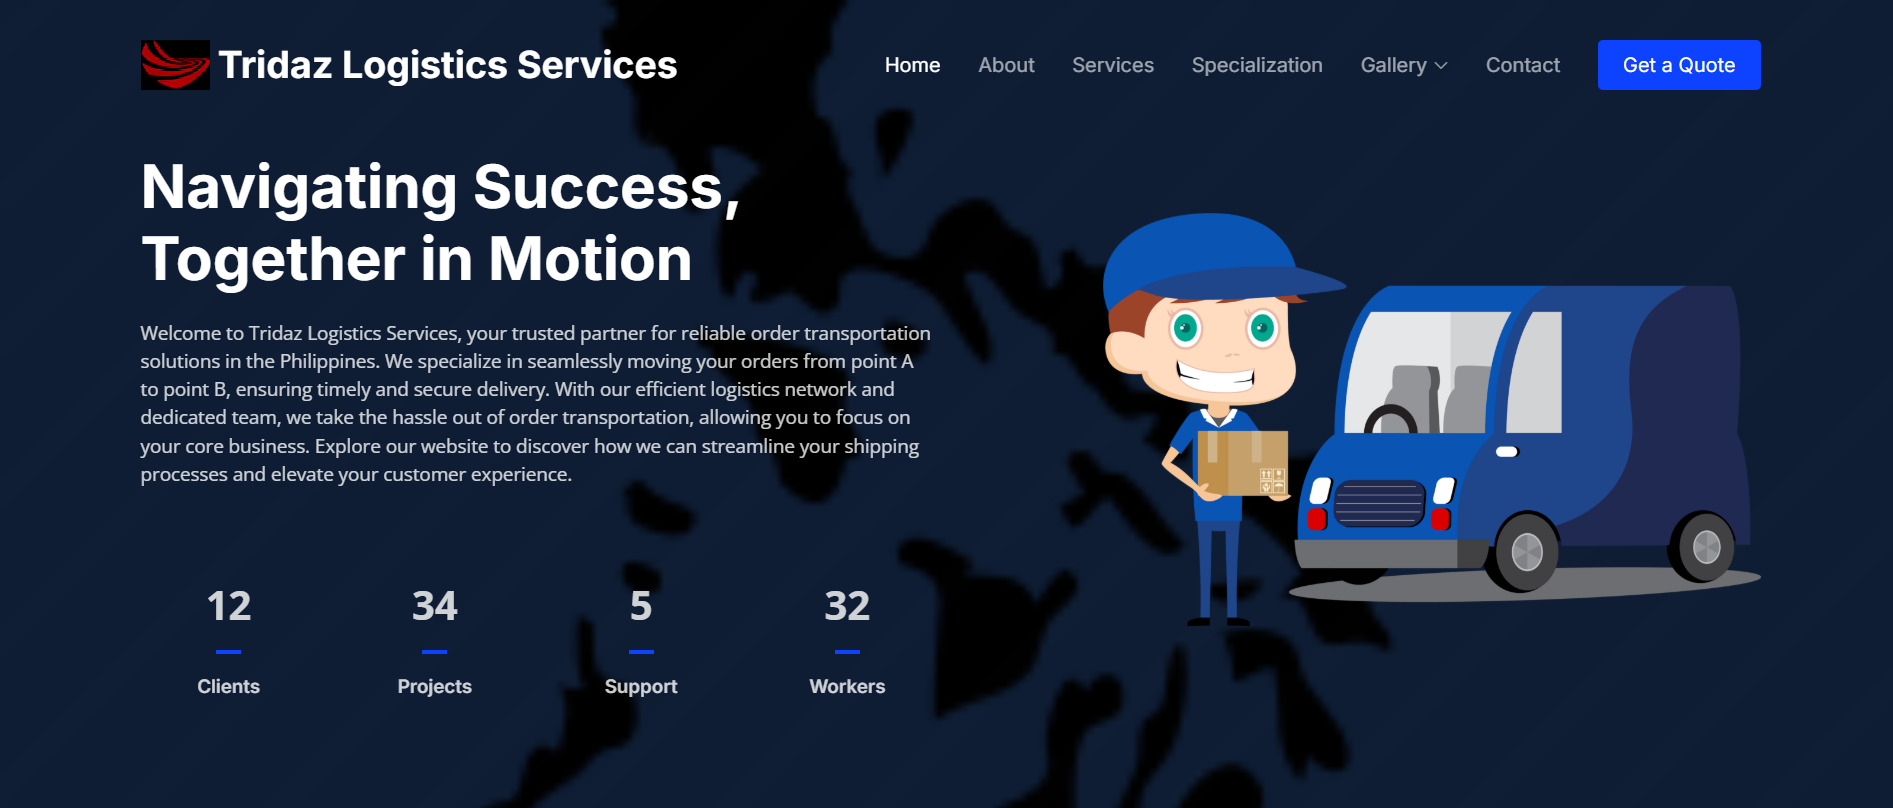 Tridaz Logistics Services
Home About Services Specialization Gallery Contact Get a Quote
Navigating Success,
Together in Motion
Welcome to Tridaz Logistics Services, your trusted partner for reliable order transportation
solutions in the Philippines. We specialize in seamlessly moving your orders from point A
to point B, ensuring timely and secure delivery. With our efficient logistics network and
dedicated team, we take the hassle out of order transportation, allowing you to focus on
your core business. Explore our website to discover how we can streamline your shipping
processes and elevate your customer experience.
12 34 5 32
Clients Projects Support Workers